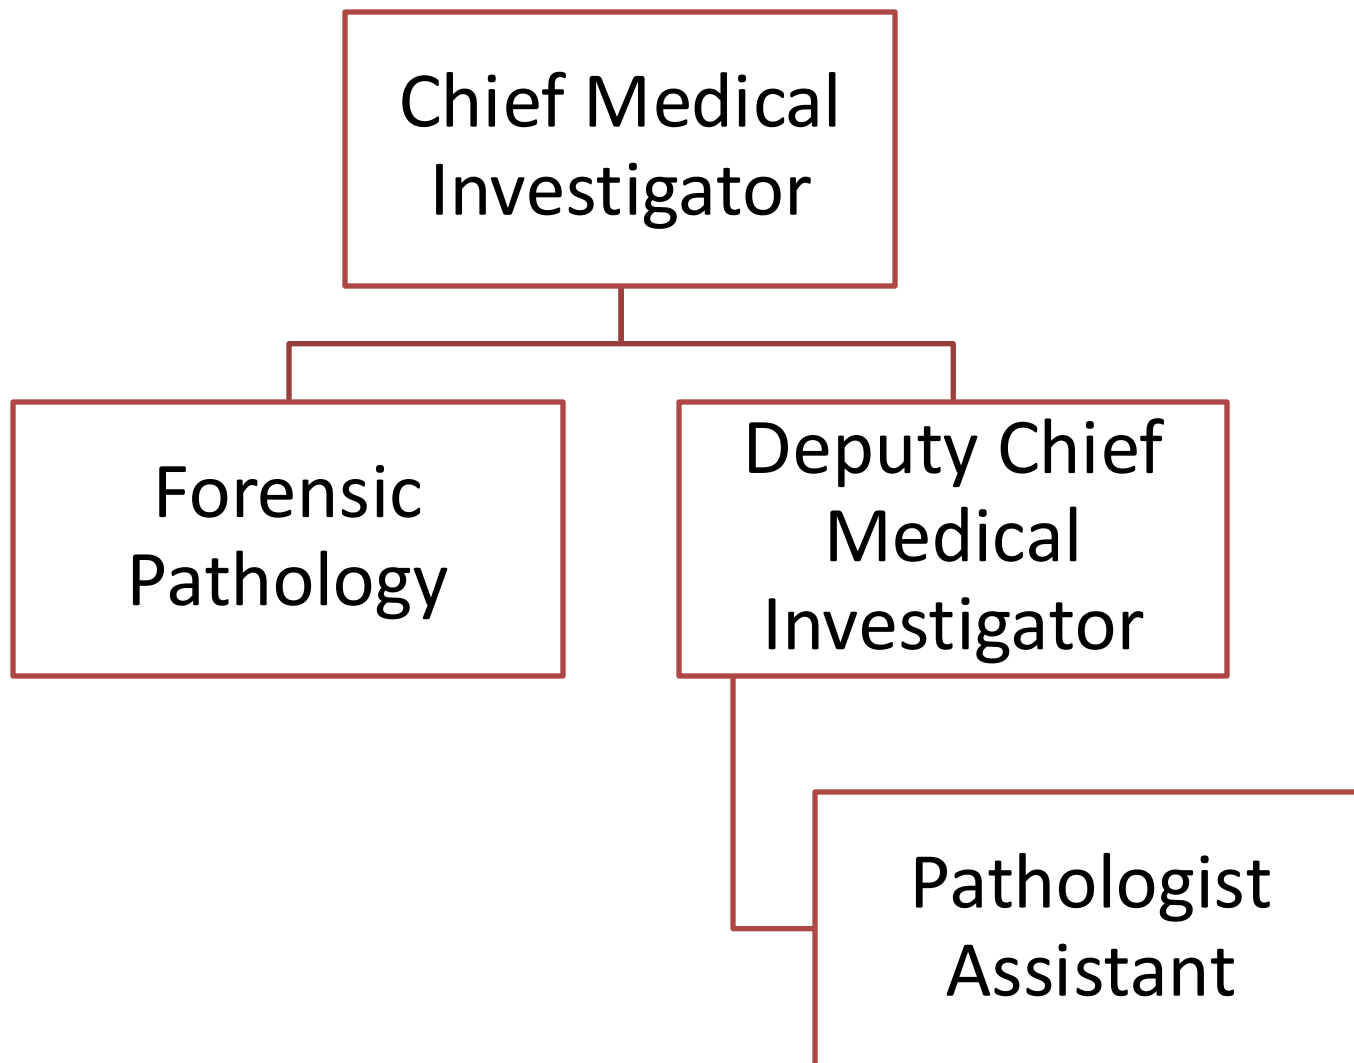 Chief Medical
Investigator
Forensic
Pathology
Deputy Chief
Medical
Investigator
Pathologist
Assistant